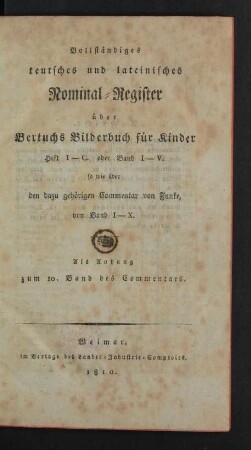 Vollständiges
teutsches und lateinisches
Nominal-Register
über
Bertuchs Bilderbuch für Kinder
Heft I—C. oder Band I—V.
so wie über
den dazu gehörigen Commentar von Funke,
von Band I—X.
Als Anhang
zum 10. Band des Commentars.
Weimar,
im Verlage des Landes-Industrie-Comptoirs.
1810.